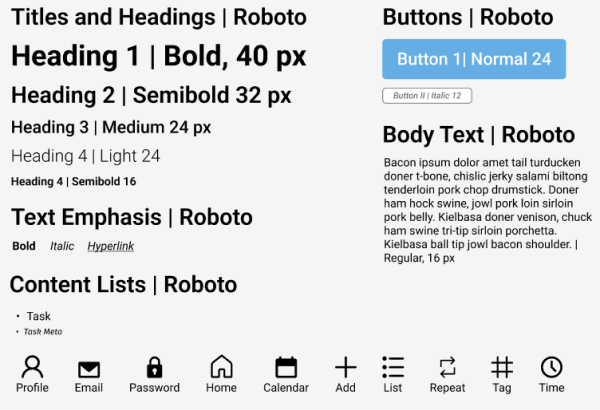 Titles and Headings | Roboto
Heading 1 | Bold, 40 px
Heading 2 | Semibold 32 px
Heading 3 | Medium 24 px
Heading 4 | Light 24
Heading 4 | Semibold 16
Text Emphasis | Roboto
Bold Italic Hyperlink
Content Lists | Roboto
• Task
• Task Meta
Buttons | Roboto
Button 1| Normal 24
Button II | Italic 12
Body Text | Roboto
Bacon ipsum dolor amet tail turducken
doner t-bone, chislic jerky salami biltong
tenderloin pork chop drumstick. Doner
ham hock swine, jowl pork loin sirloin
pork belly. Kielbasa doner venison, chuck
ham swine tri-tip sirloin porchetta.
Kielbasa ball tip jowl bacon shoulder. |
Regular, 16 px
Profile Email Password Home Calendar Add List Repeat Tag Time